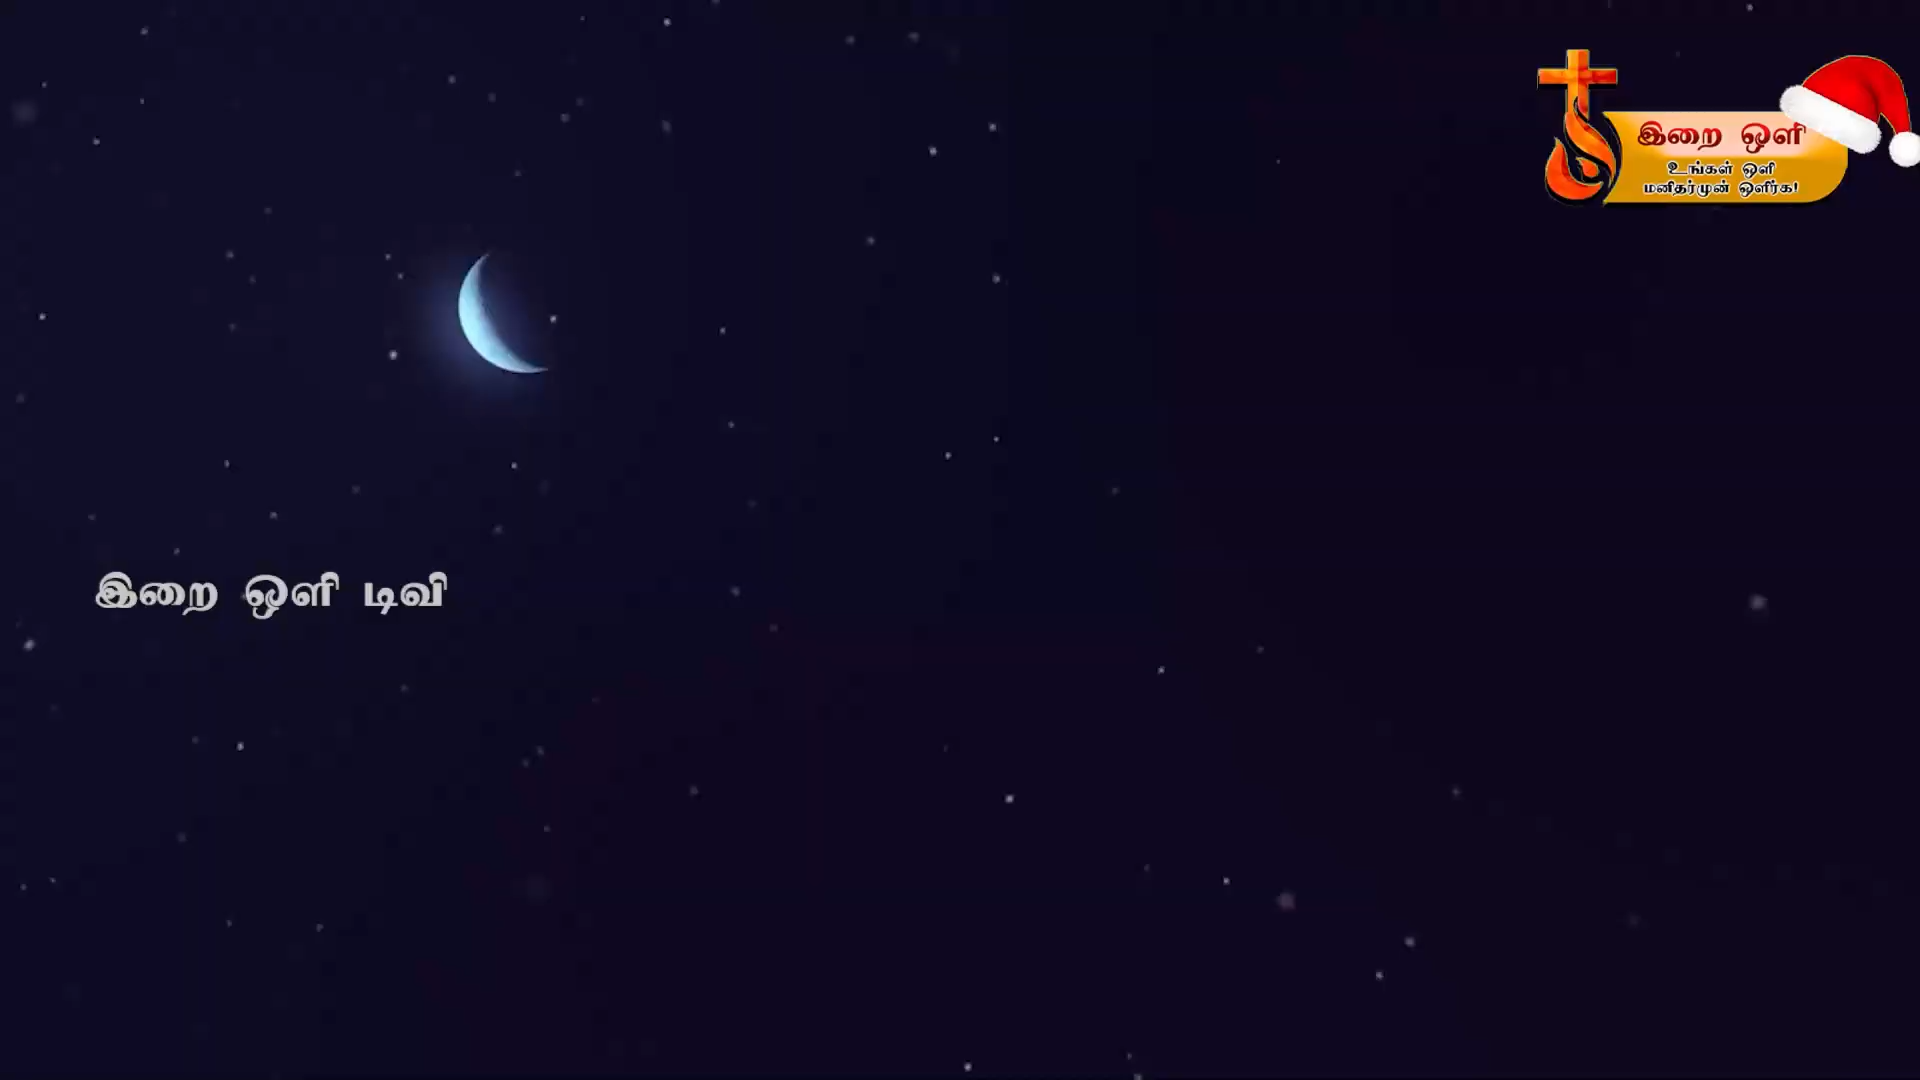 இறை ஒளி
உங்கள் ஒளி
மனிதர்முன் ஒளிர்க!
இறை ஒளி டிவி